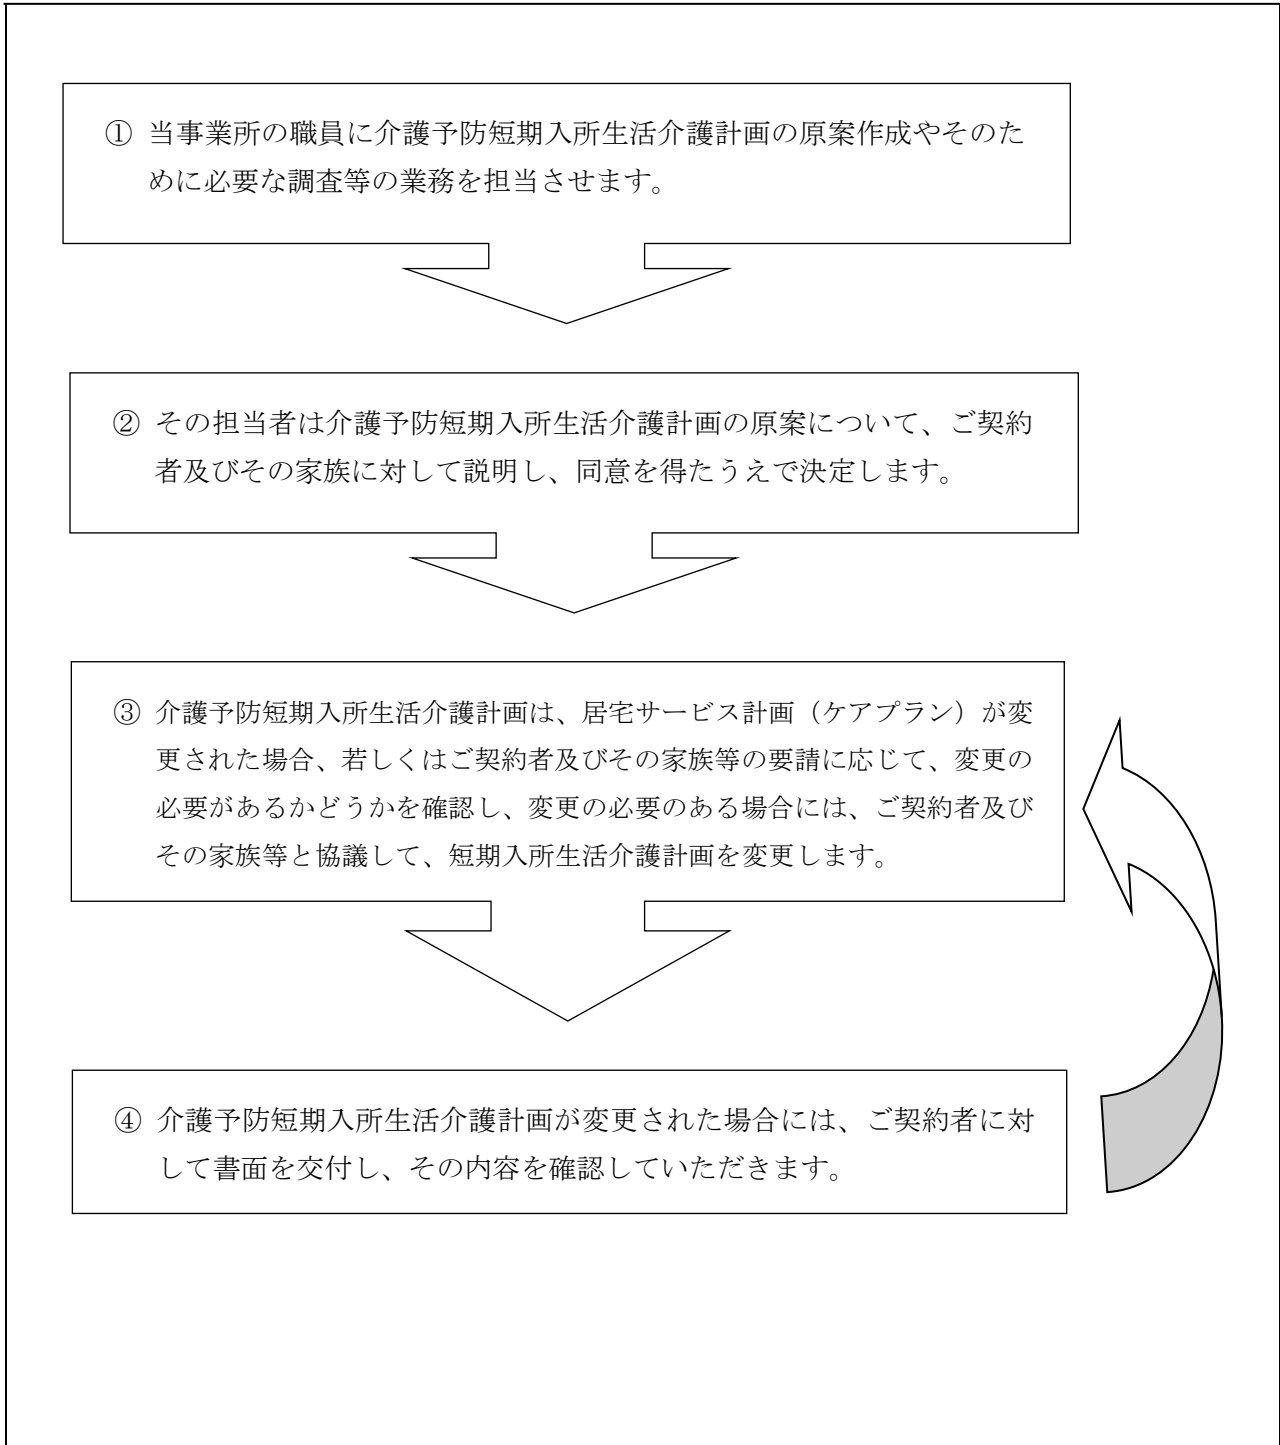 ① 当事業所の職員に介護予防短期入所生活介護計画の原案作成やそのた
めに必要な調査等の業務を担当させます。
② その担当者は介護予防短期入所生活介護計画の原案について、ご契約
者及びその家族に対して説明し、同意を得たうえで決定します。
③ 介護予防短期入所生活介護計画は、居宅サービス計画（ケアプラン）が変
更された場合、若しくはご契約者及びその家族等の要請に応じて、変更の
必要があるかどうかを確認し、変更の必要のある場合には、ご契約者及び
その家族等と協議して、短期入所生活介護計画を変更します。
④ 介護予防短期入所生活介護計画が変更された場合には、ご契約者に対
して書面を交付し、その内容を確認していただきます。